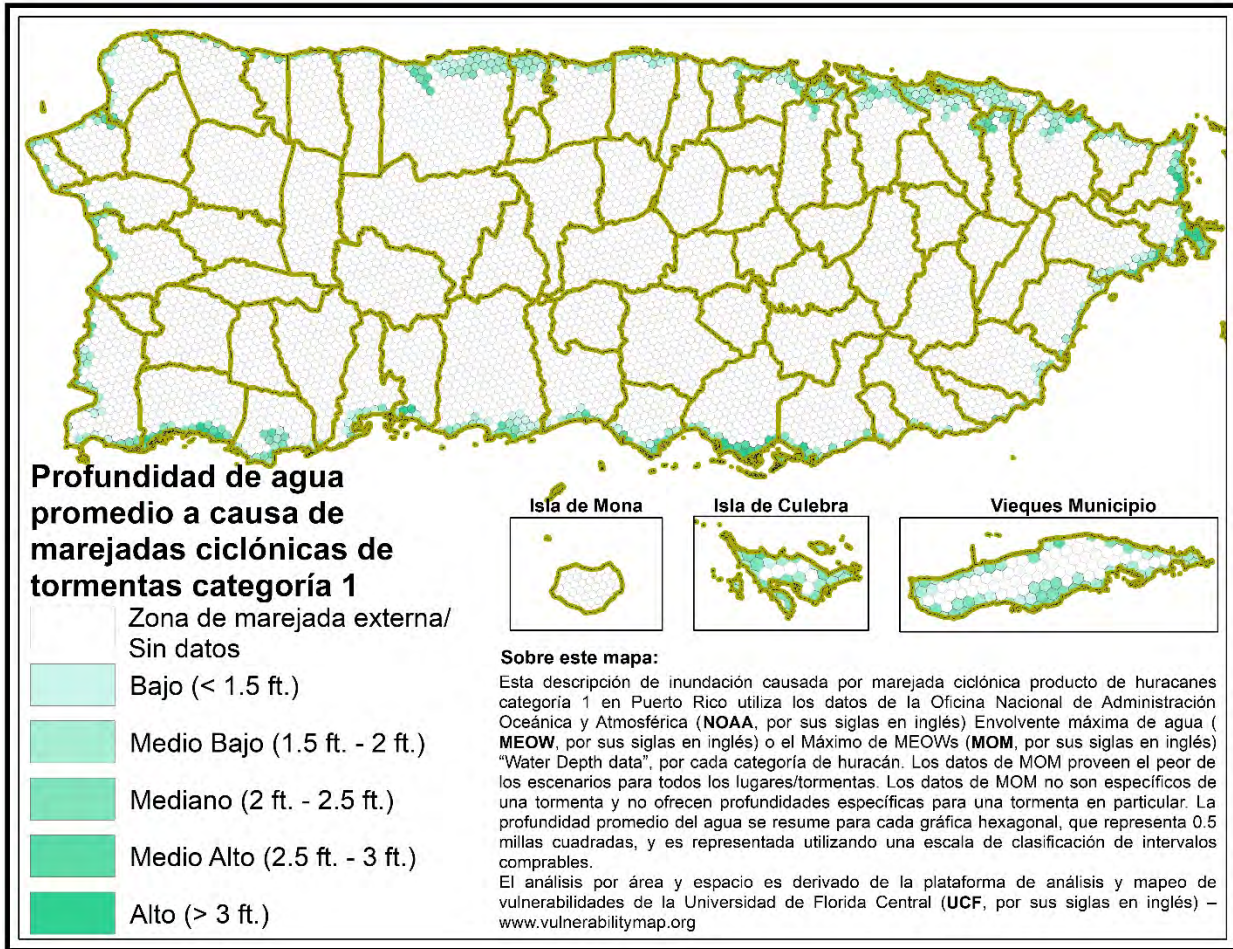 Profundidad de agua
promedio a causa de
marejadas ciclónicas de
tormentas categoría 1
Zona de marejada externa/
Sin datos
Bajo (< 1.5 ft.)
Medio Bajo (1.5 ft. - 2 ft.)
Mediano (2 ft. - 2.5 ft.)
Medio Alto (2.5 ft. - 3 ft.)
Alto (> 3 ft.)
Isla de Mona
Isla de Culebra
Vieques Municipio
Sobre este mapa:
Esta descripción de inundación causada por marejada ciclónica producto de huracanes
categoría 1 en Puerto Rico utiliza los datos de la Oficina Nacional de Administración
Oceánica y Atmosférica (NOAA, por sus siglas en inglés) Envolvente máxima de agua (
MEOW, por sus siglas en inglés) o el Máximo de MEOWs (MOM, por sus siglas en inglés)
“Water Depth data”, por cada categoría de huracán. Los datos de MOM proveen el peor de
los escenarios para todos los lugares/tormentas. Los datos de MOM no son específicos de
una tormenta y no ofrecen profundidades específicas para una tormenta en particular. La
profundidad promedio del agua se resume para cada gráfica hexagonal, que representa 0.5
millas cuadradas, y es representada utilizando una escala de clasificación de intervalos
comprables.
El análisis por área y espacio es derivado de la plataforma de análisis y mapeo de
vulnerabilidades de la Universidad de Florida Central (UCF, por sus siglas en inglés) –
www.vulnerabilitymap.org